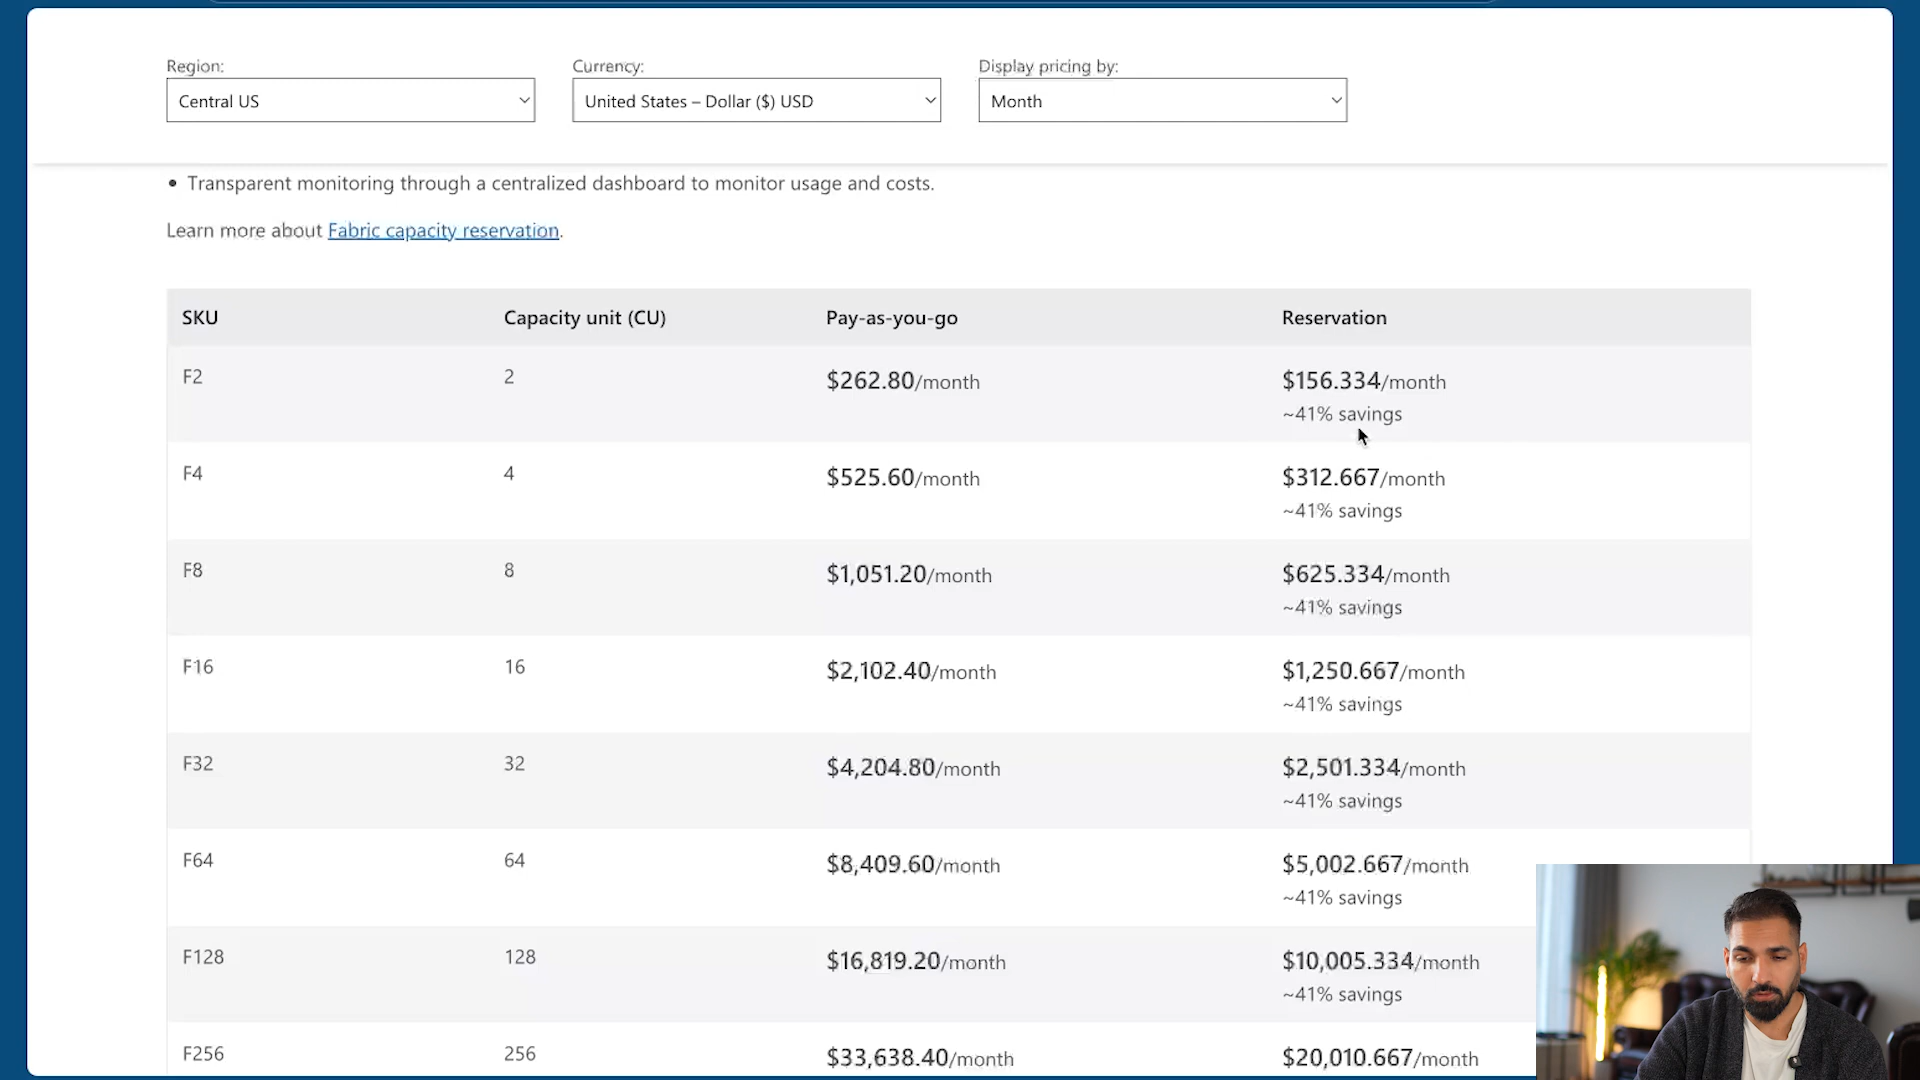 Region: Currency: Display pricing by:
Central US United States – Dollar ($) USD Month
• Transparent monitoring through a centralized dashboard to monitor usage and costs.
Learn more about Fabric capacity reservation.
SKU Capacity unit (CU) Pay-as-you-go Reservation
F2 2 $262.80/month $156.334/month
~41% savings
F4 4 $525.60/month $312.667/month
~41% savings
F8 8 $1,051.20/month $625.334/month
~41% savings
F16 16 $2,102.40/month $1,250.667/month
~41% savings
F32 32 $4,204.80/month $2,501.334/month
~41% savings
F64 64 $8,409.60/month $5,002.667/month
~41% savings
F128 128 $16,819.20/month $10,005.334/month
~41% savings
F256 256 $33,638.40/month $20,010.667/month